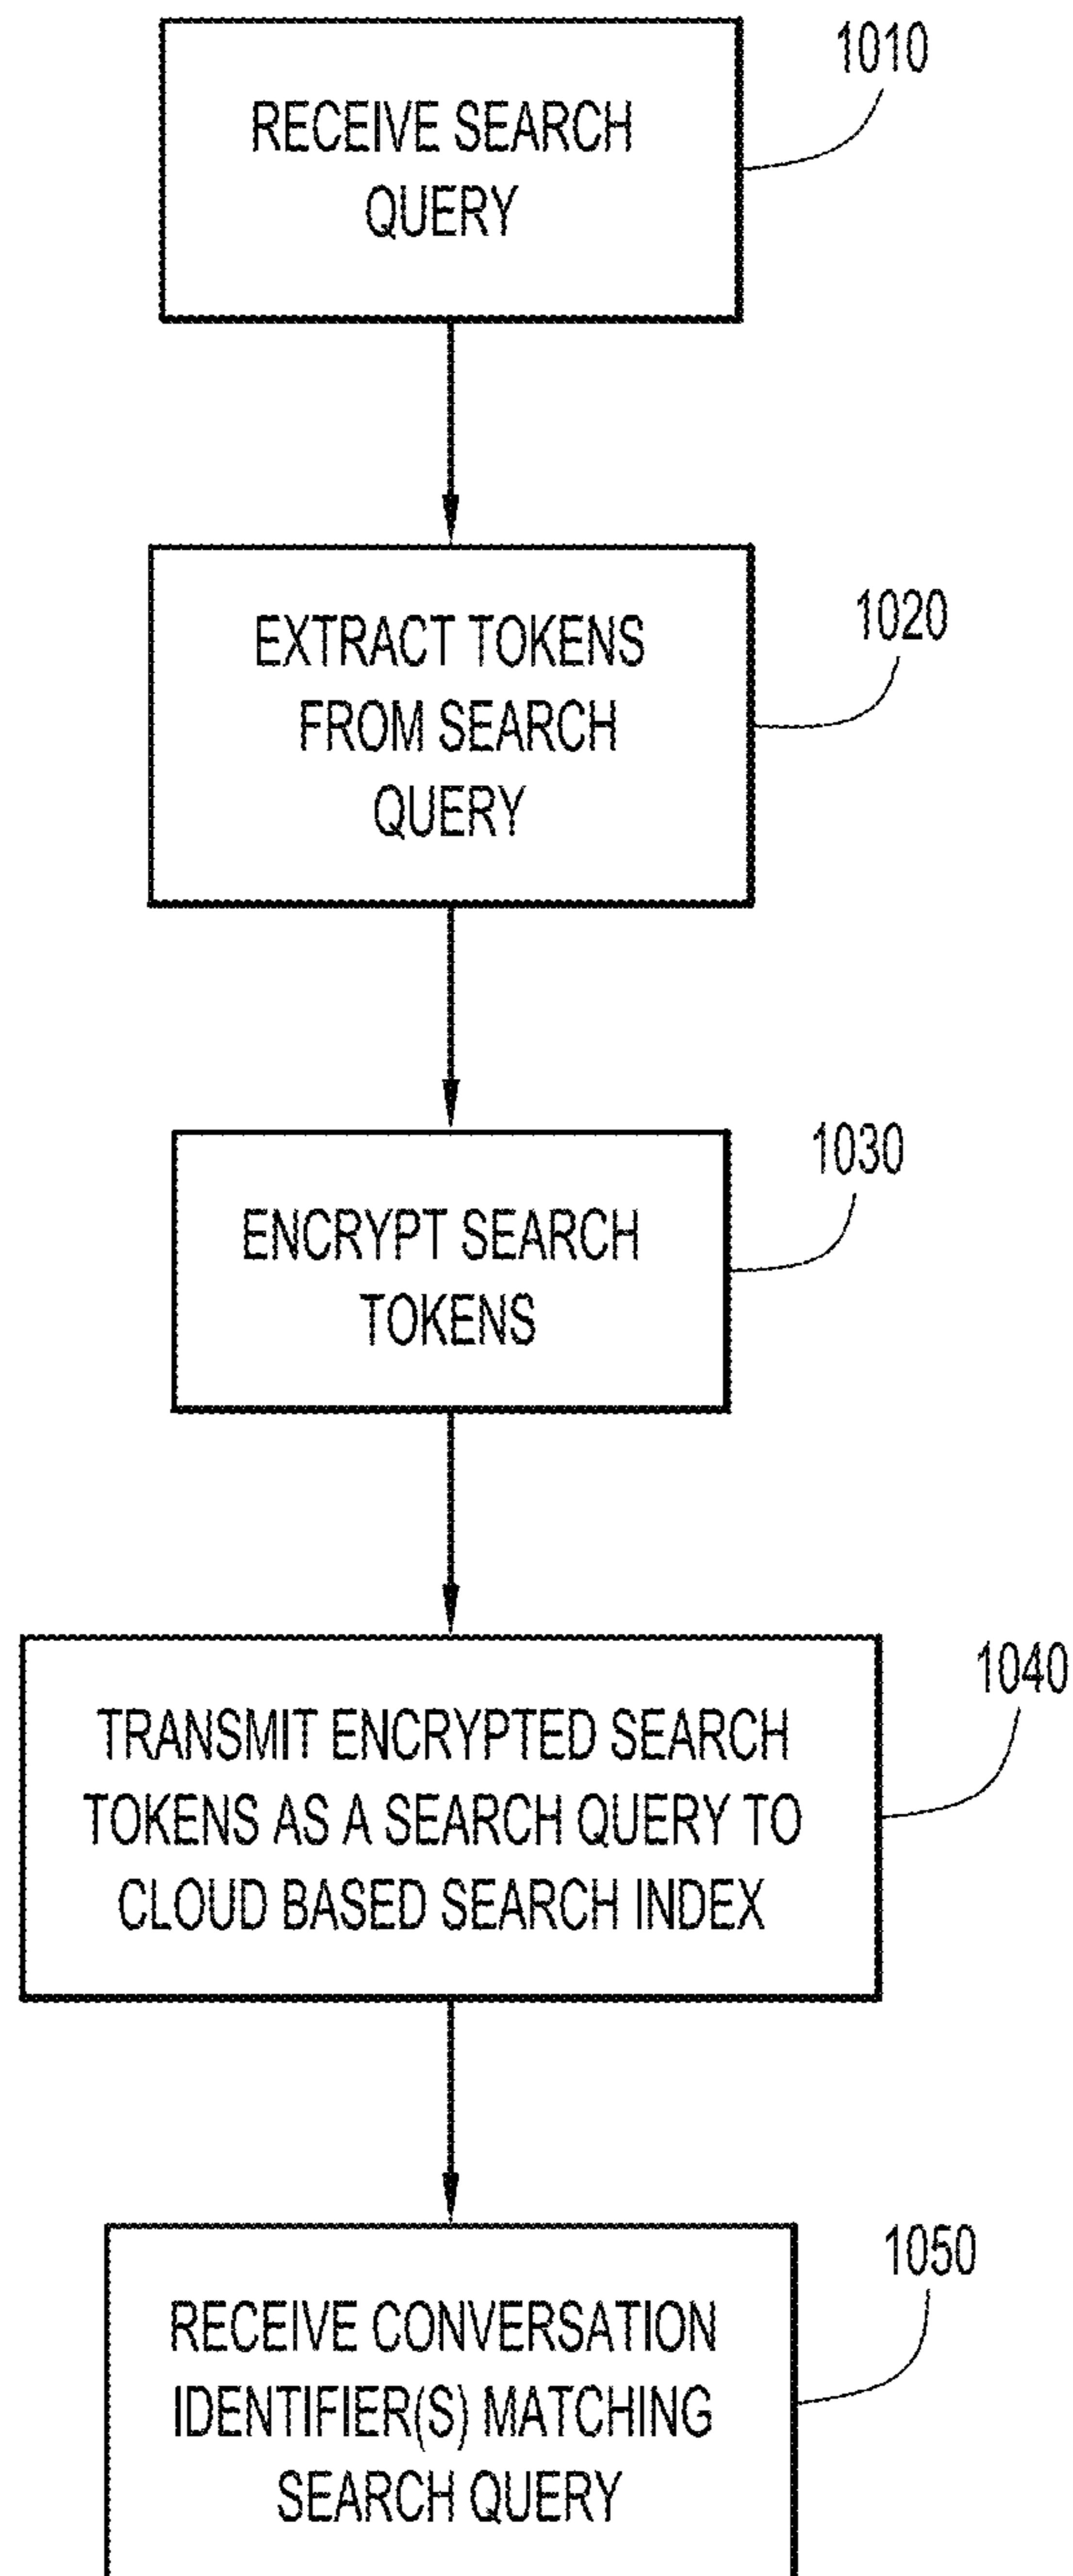 1010
RECEIVE SEARCH
QUERY
1020
EXTRACT TOKENS
FROM SEARCH
QUERY
1030
ENCRYPT SEARCH
TOKENS
1040
TRANSMIT ENCRYPTED SEARCH
TOKENS AS A SEARCH QUERY TO
CLOUD BASED SEARCH INDEX
1050
RECEIVE CONVERSATION
IDENTIFIER(S) MATCHING
SEARCH QUERY